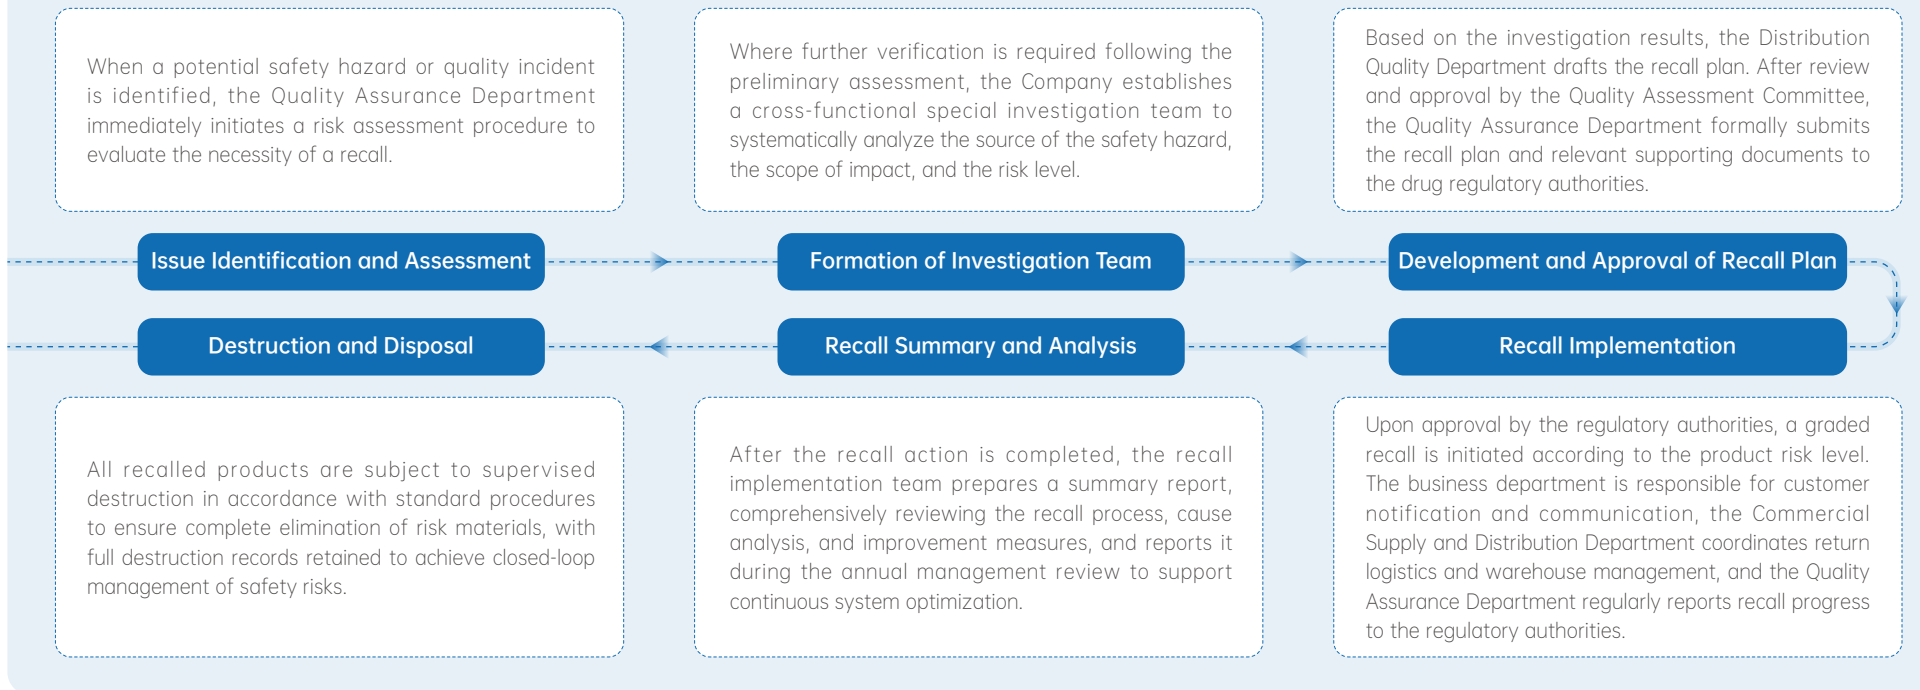 When a potential safety hazard or quality incident
is identified, the Quality Assurance Department
immediately initiates a risk assessment procedure to
evaluate the necessity of a recall.
Where further verification is required following the
preliminary assessment, the Company establishes
a cross-functional special investigation team to
systematically analyze the source of the safety hazard,
the scope of impact, and the risk level.
Based on the investigation results, the Distribution
Quality Department drafts the recall plan. After review
and approval by the Quality Assessment Committee,
the Quality Assurance Department formally submits
the recall plan and relevant supporting documents to
the drug regulatory authorities.
Issue Identification and Assessment
Formation of Investigation Team
Development and Approval of Recall Plan
Recall Implementation
Recall Summary and Analysis
Destruction and Disposal
Upon approval by the regulatory authorities, a graded
recall is initiated according to the product risk level.
The business department is responsible for customer
notification and communication, the Commercial
Supply and Distribution Department coordinates return
logistics and warehouse management, and the Quality
Assurance Department regularly reports recall progress
to the regulatory authorities.
After the recall action is completed, the recall
implementation team prepares a summary report,
comprehensively reviewing the recall process, cause
analysis, and improvement measures, and reports it
during the annual management review to support
continuous system optimization.
All recalled products are subject to supervised
destruction in accordance with standard procedures
to ensure complete elimination of risk materials, with
full destruction records retained to achieve closed-loop
management of safety risks.